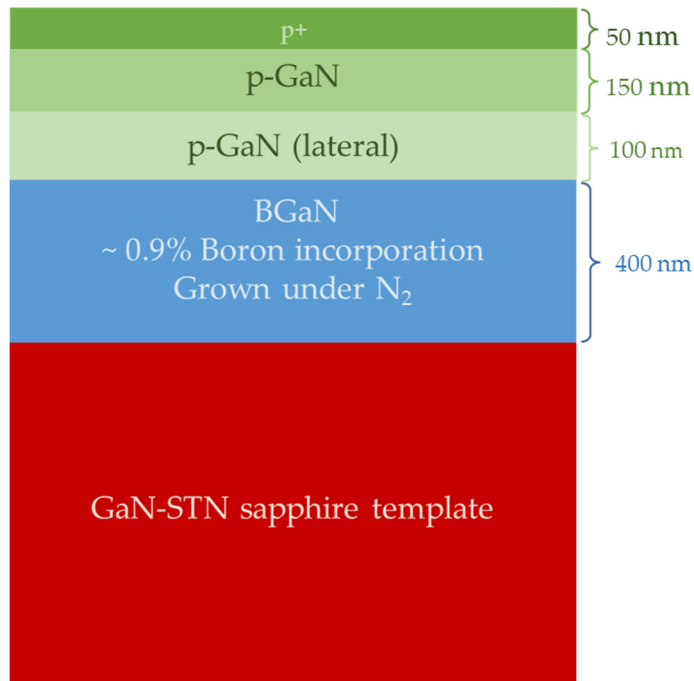 p+
50 nm
p-GaN
150 nm
p-GaN (lateral)
100 nm
BGaN
~ 0.9% Boron incorporation
Grown under N₂
400 nm
GaN-STN sapphire template